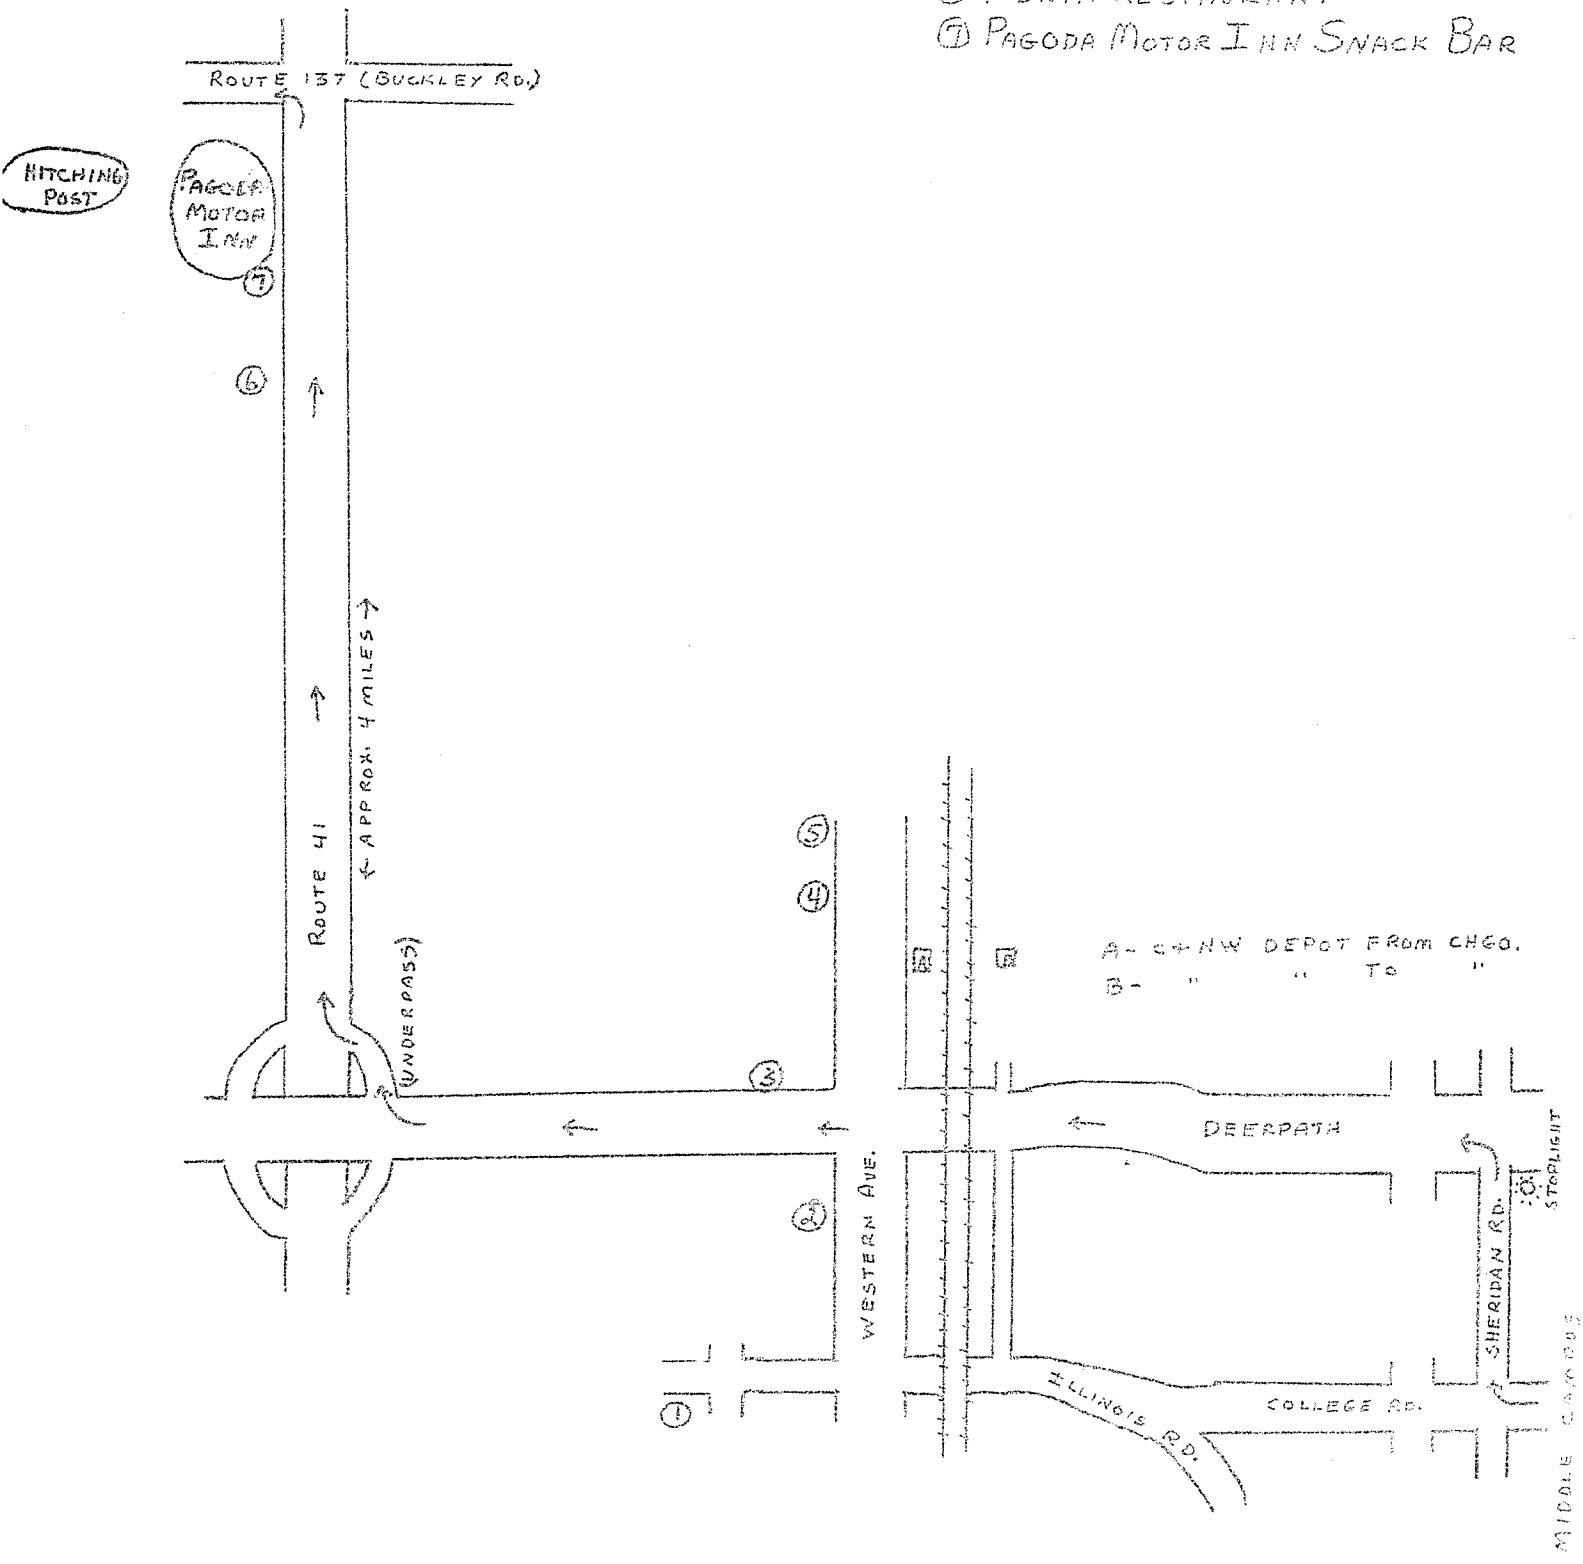 RESTAURANT
⑦ PAGODA MOTOR INN SNACK BAR
ROUTE 137 (BUCKLEY RD.)
HITCHING
POST
PAGODA
MOTOR
INN
⑦
⑥
← APPROX. 4 MILES →
ROUTE 41
(UNDERPASS)
⑤
④
A
B
A- C+NW DEPOT FROM CHGO.
B- " " TO "
③
DEERPATH
STOPLIGHT
②
WESTERN AVE.
SHERIDAN RD.
①
ILLINOIS RD.
COLLEGE RD.
MIDDLE CAMPUS